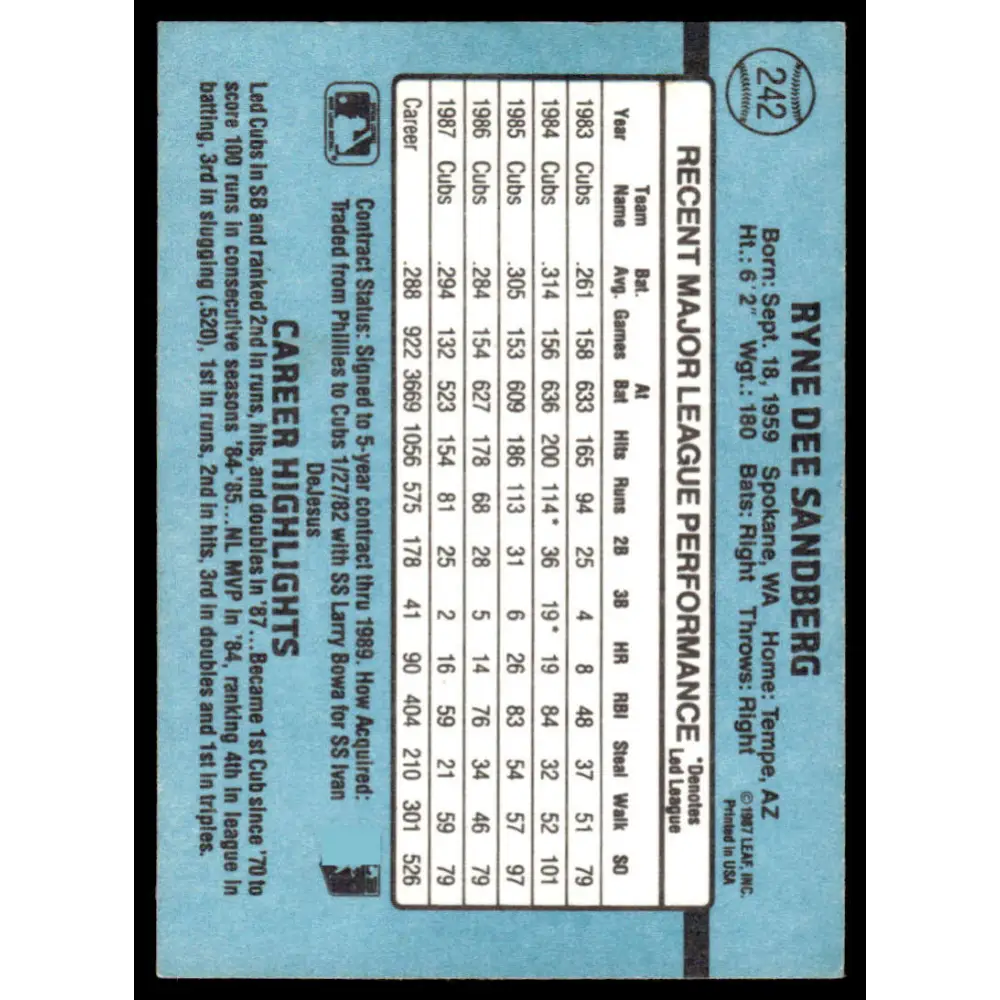 242
RYNE DEE SANDBERG
Born: Sept. 18, 1959 Spokane, WA Home: Tempe, AZ
Ht.: 6'2" Wgt.: 180 Bats: Right Throws: Right
© 1987 LEAF, INC.
Printed in USA
RECENT MAJOR LEAGUE PERFORMANCE *Denotes Led League
Year Team Name Bat. Avg. Games At Bat Hits Runs 2B 3B HR RBI Steal Walk SO
1983 Cubs .261 158 633 165 94 25 4 8 48 37 51 79
1984 Cubs .314 156 636 200 114* 36 19* 19 84 32 52 101
1985 Cubs .305 153 609 186 113 31 6 26 83 54 57 97
1986 Cubs .284 154 627 178 68 28 5 14 76 34 46 79
1987 Cubs .294 132 523 154 81 25 2 16 59 21 59 79
Career .288 922 3669 1056 575 178 41 90 404 210 301 526
Contract Status: Signed to 5-year contract thru 1989. How Acquired:
Traded from Phillies to Cubs 1/27/82 with SS Larry Bowa for SS Ivan
DeJesus
CAREER HIGHLIGHTS
Led Cubs in SB and ranked 2nd in runs, hits, and doubles in '87...Became 1st Cub since '70 to
score 100 runs in consecutive seasons '84-'85...NL MVP in '84, ranking 4th in league in
batting, 3rd in slugging (.520), 1st in runs, 2nd in hits, 3rd in doubles and 1st in triples.